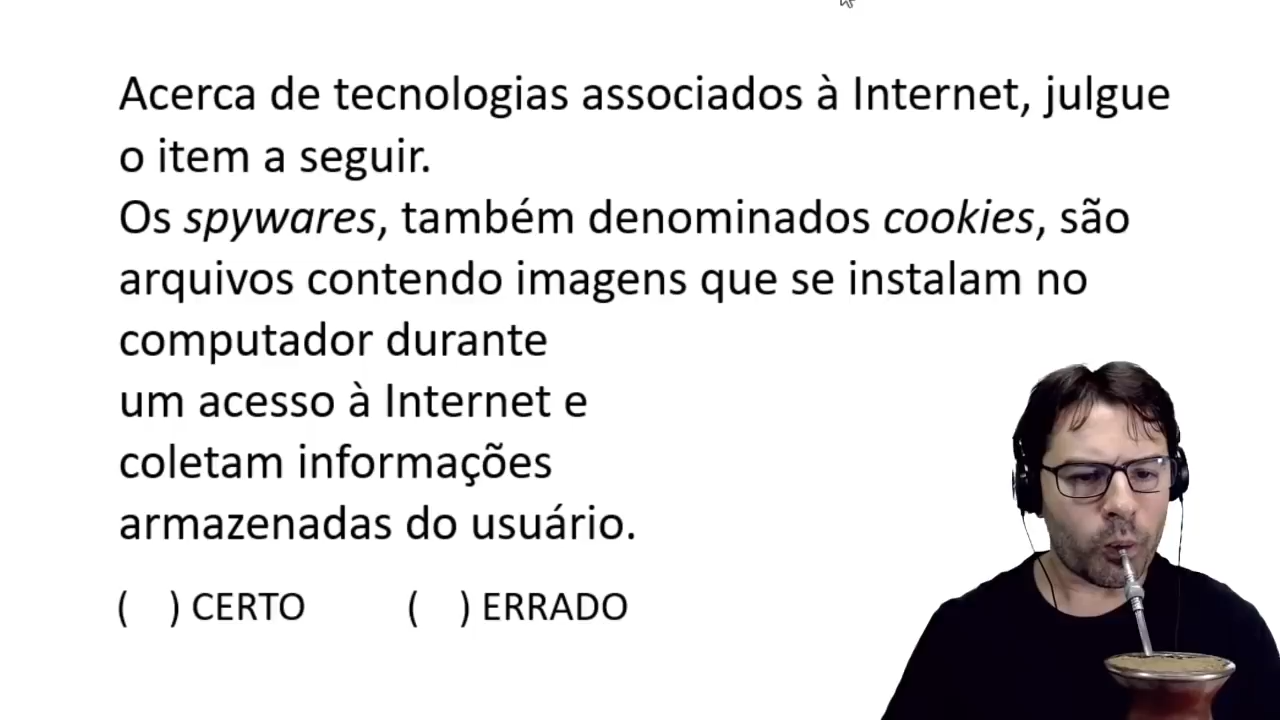 Acerca de tecnologias associados à Internet, julgue
o item a seguir.
Os spywares, também denominados cookies, são
arquivos contendo imagens que se instalam no
computador durante
um acesso à Internet e
coletam informações
armazenadas do usuário.
( ) CERTO ( ) ERRADO